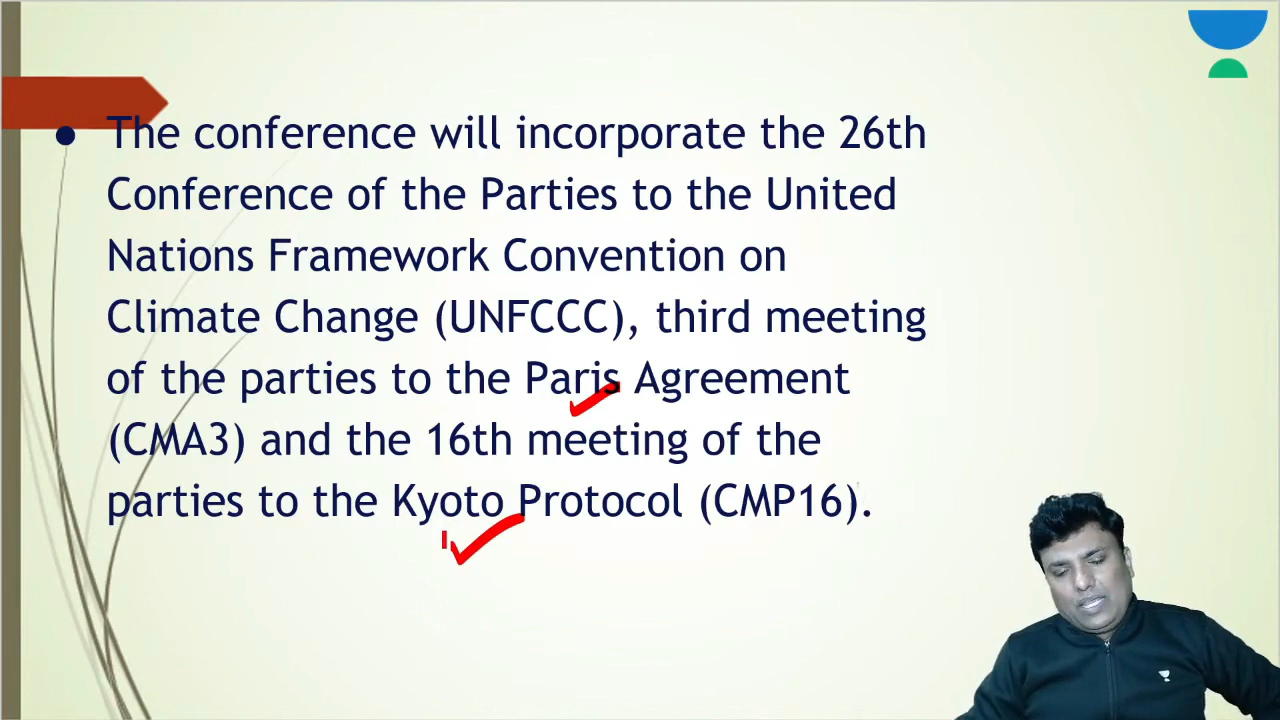 The conference will incorporate the 26th
Conference of the Parties to the United
Nations Framework Convention on
Climate Change (UNFCCC), third meeting
of the parties to the Paris Agreement
(CMA3) and the 16th meeting of the
parties to the Kyoto Protocol (CMP16).